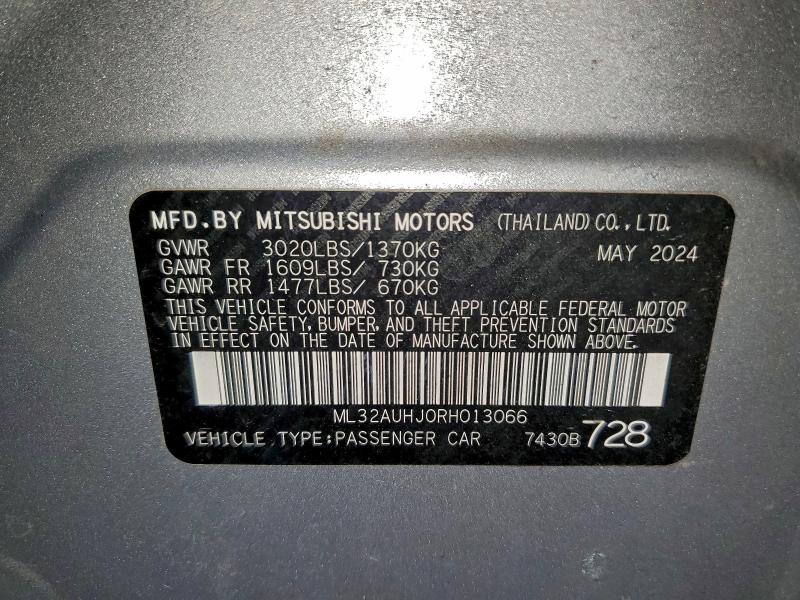 MFD.BY MITSUBISHI MOTORS (THAILAND) CO.,LTD.
GVWR 3020LBS/1370KG MAY 2024
GAWR FR 1609LBS/ 730KG
GAWR RR 1477LBS/ 670KG
THIS VEHICLE CONFORMS TO ALL APPLICABLE FEDERAL MOTOR
VEHICLE SAFETY, BUMPER, AND THEFT PREVENTION STANDARDS
IN EFFECT ON THE DATE OF MANUFACTURE SHOWN ABOVE.
ML32AUHJ0RH013066
VEHICLE TYPE:PASSENGER CAR 7430B 728